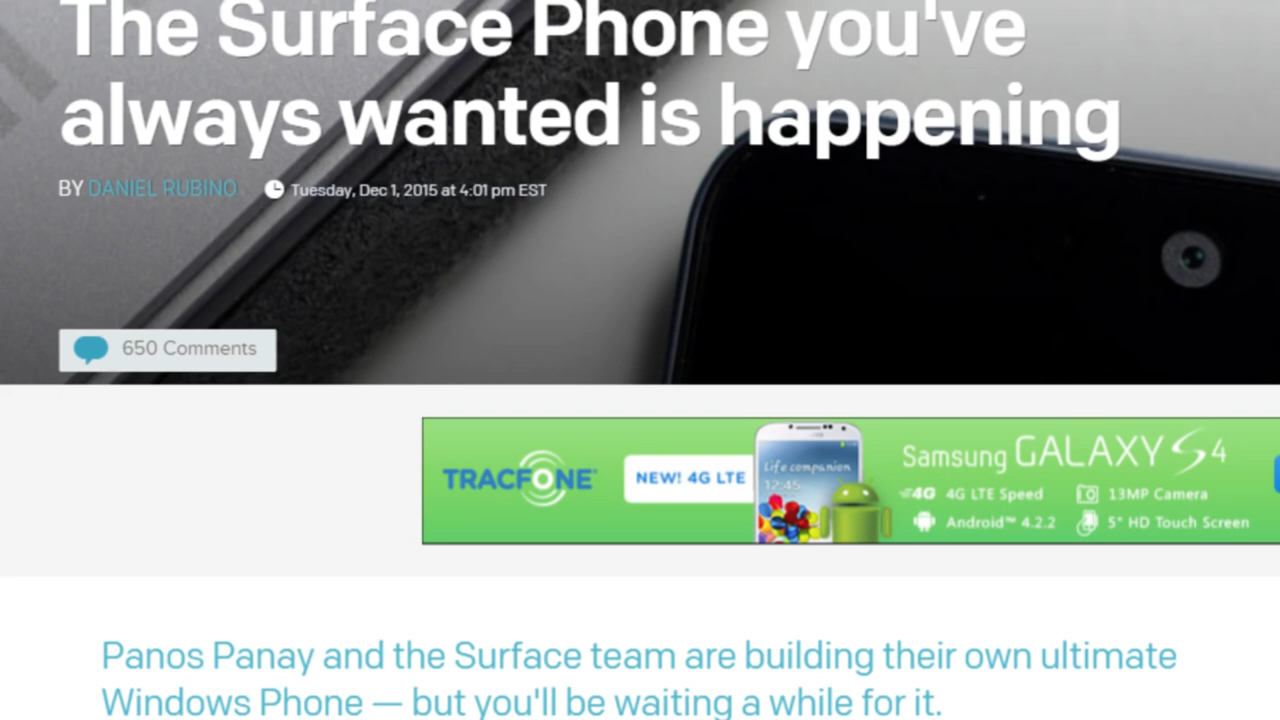 The Surface Phone you've
always wanted is happening
BY DANIEL RUBINO Tuesday, Dec 1, 2015 at 4:01 pm EST
650 Comments
TRACFONE NEW! 4G LTE
Life companion
12:45
Samsung GALAXY S4
4G 4G LTE Speed 13MP Camera
Android™ 4.2.2 5" HD Touch Screen
Panos Panay and the Surface team are building their own ultimate
Windows Phone — but you'll be waiting a while for it.